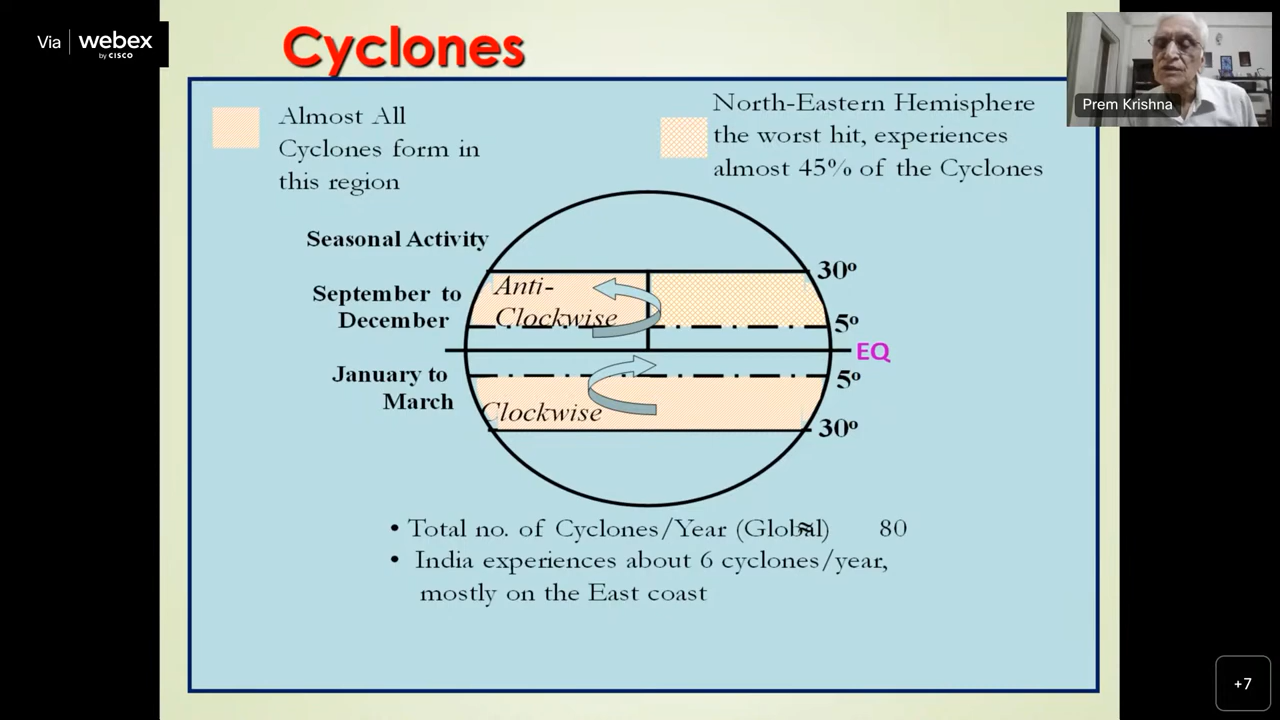 Via webex
by CISCO
Cyclones
Prem Krishna
Almost All
Cyclones form in
this region
North-Eastern Hemisphere
the worst hit, experiences
almost 45% of the Cyclones
Seasonal Activity
September to
December
January to
March
Anti-
Clockwise
Clockwise
30º
5º
EQ
5º
30º
• Total no. of Cyclones/Year (Global) ≈ 80
• India experiences about 6 cyclones/year,
mostly on the East coast
+7